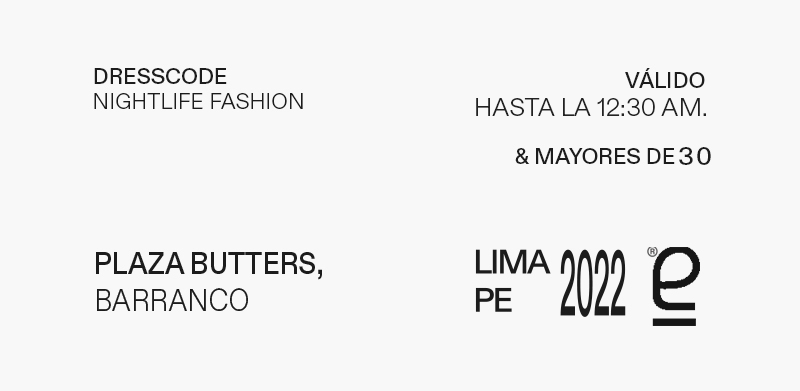 DRESSCODE
NIGHTLIFE FASHION
VÁLIDO
HASTA LA 12:30 AM.
& MAYORES DE 30
PLAZA BUTTERS,
BARRANCO
LIMA
PE
2022
® e